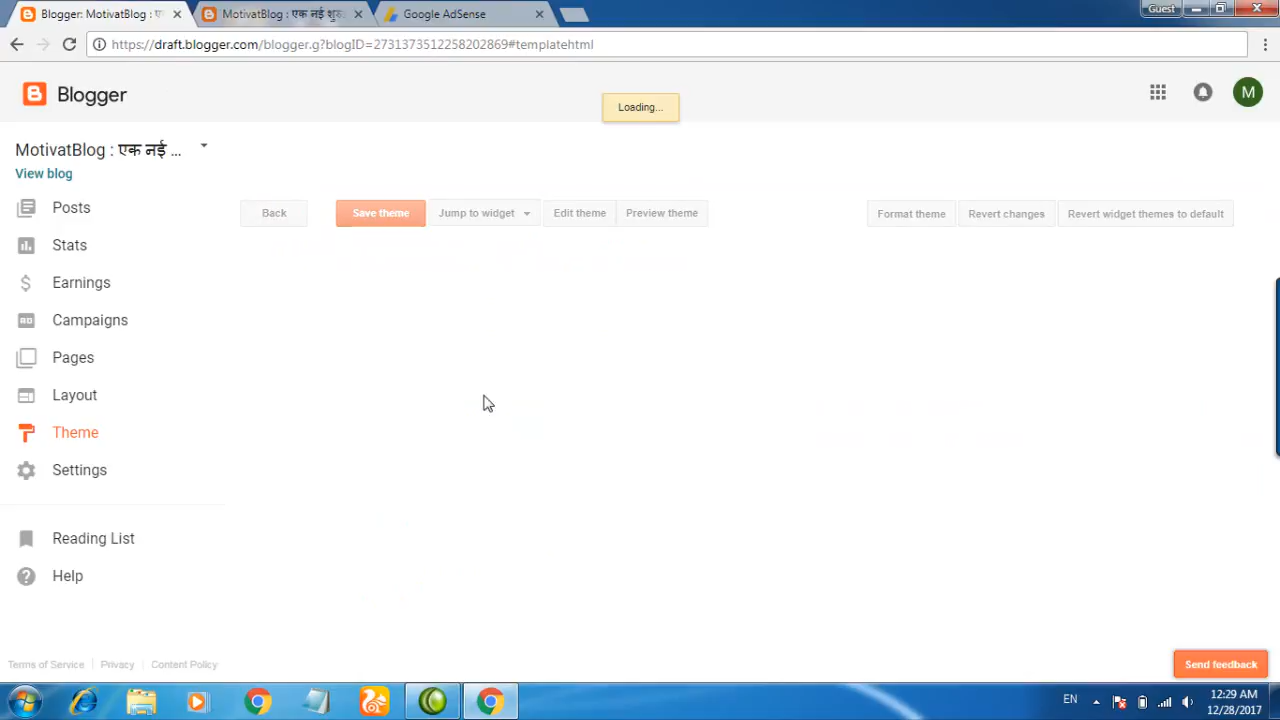 Blogger: MotivatBlog : ए
MotivatBlog : एक नई शुरु
Google AdSense
Guest
https://draft.blogger.com/blogger.g?blogID=2731373512258202869#templatehtml
Blogger
Loading...
M
MotivatBlog : एक नई ...
View blog
Posts
Back
Save theme
Jump to widget
Edit theme
Preview theme
Format theme
Revert changes
Revert widget themes to default
Stats
Earnings
Campaigns
Pages
Layout
Theme
Settings
Reading List
Help
Terms of Service
Privacy
Content Policy
Send feedback
EN
12:29 AM
12/28/2017